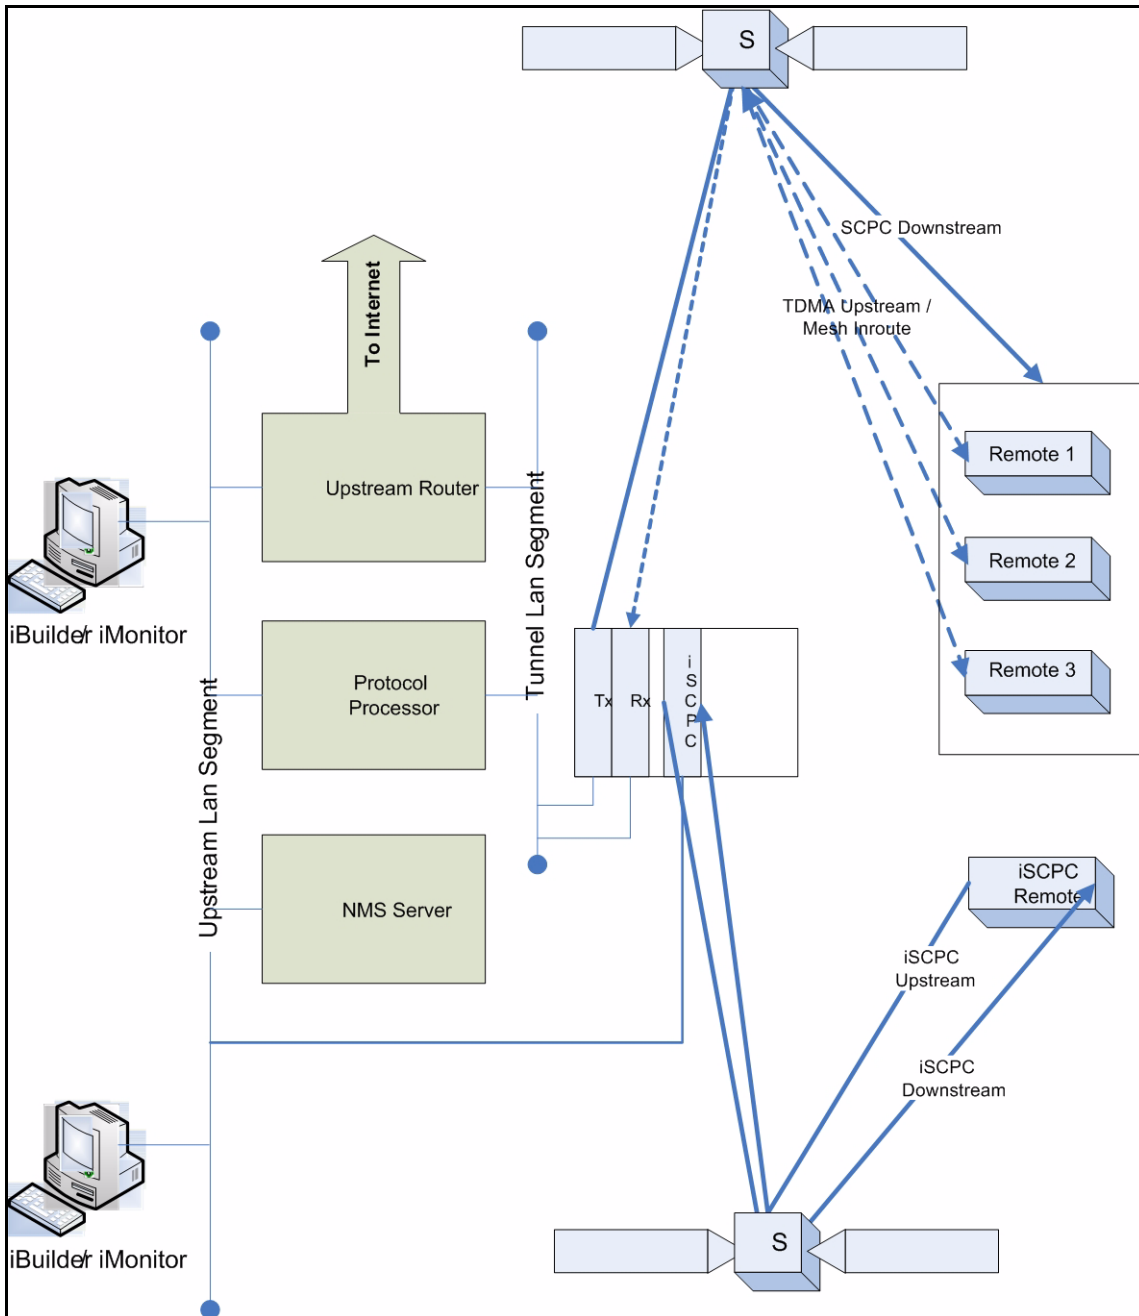 S
SCPC Downstream
TDMA Upstream /
Mesh Inroute
To Internet
Upstream Router
Remote 1
Remote 2
Remote 3
iBuilder/ iMonitor
Tunnel Lan Segment
Protocol
Processor
Tx
Rx
iSCPC
Upstream Lan Segment
NMS Server
iSCPC
Remote
iSCPC
Upstream
iSCPC
Downstream
iBuilder/ iMonitor
S